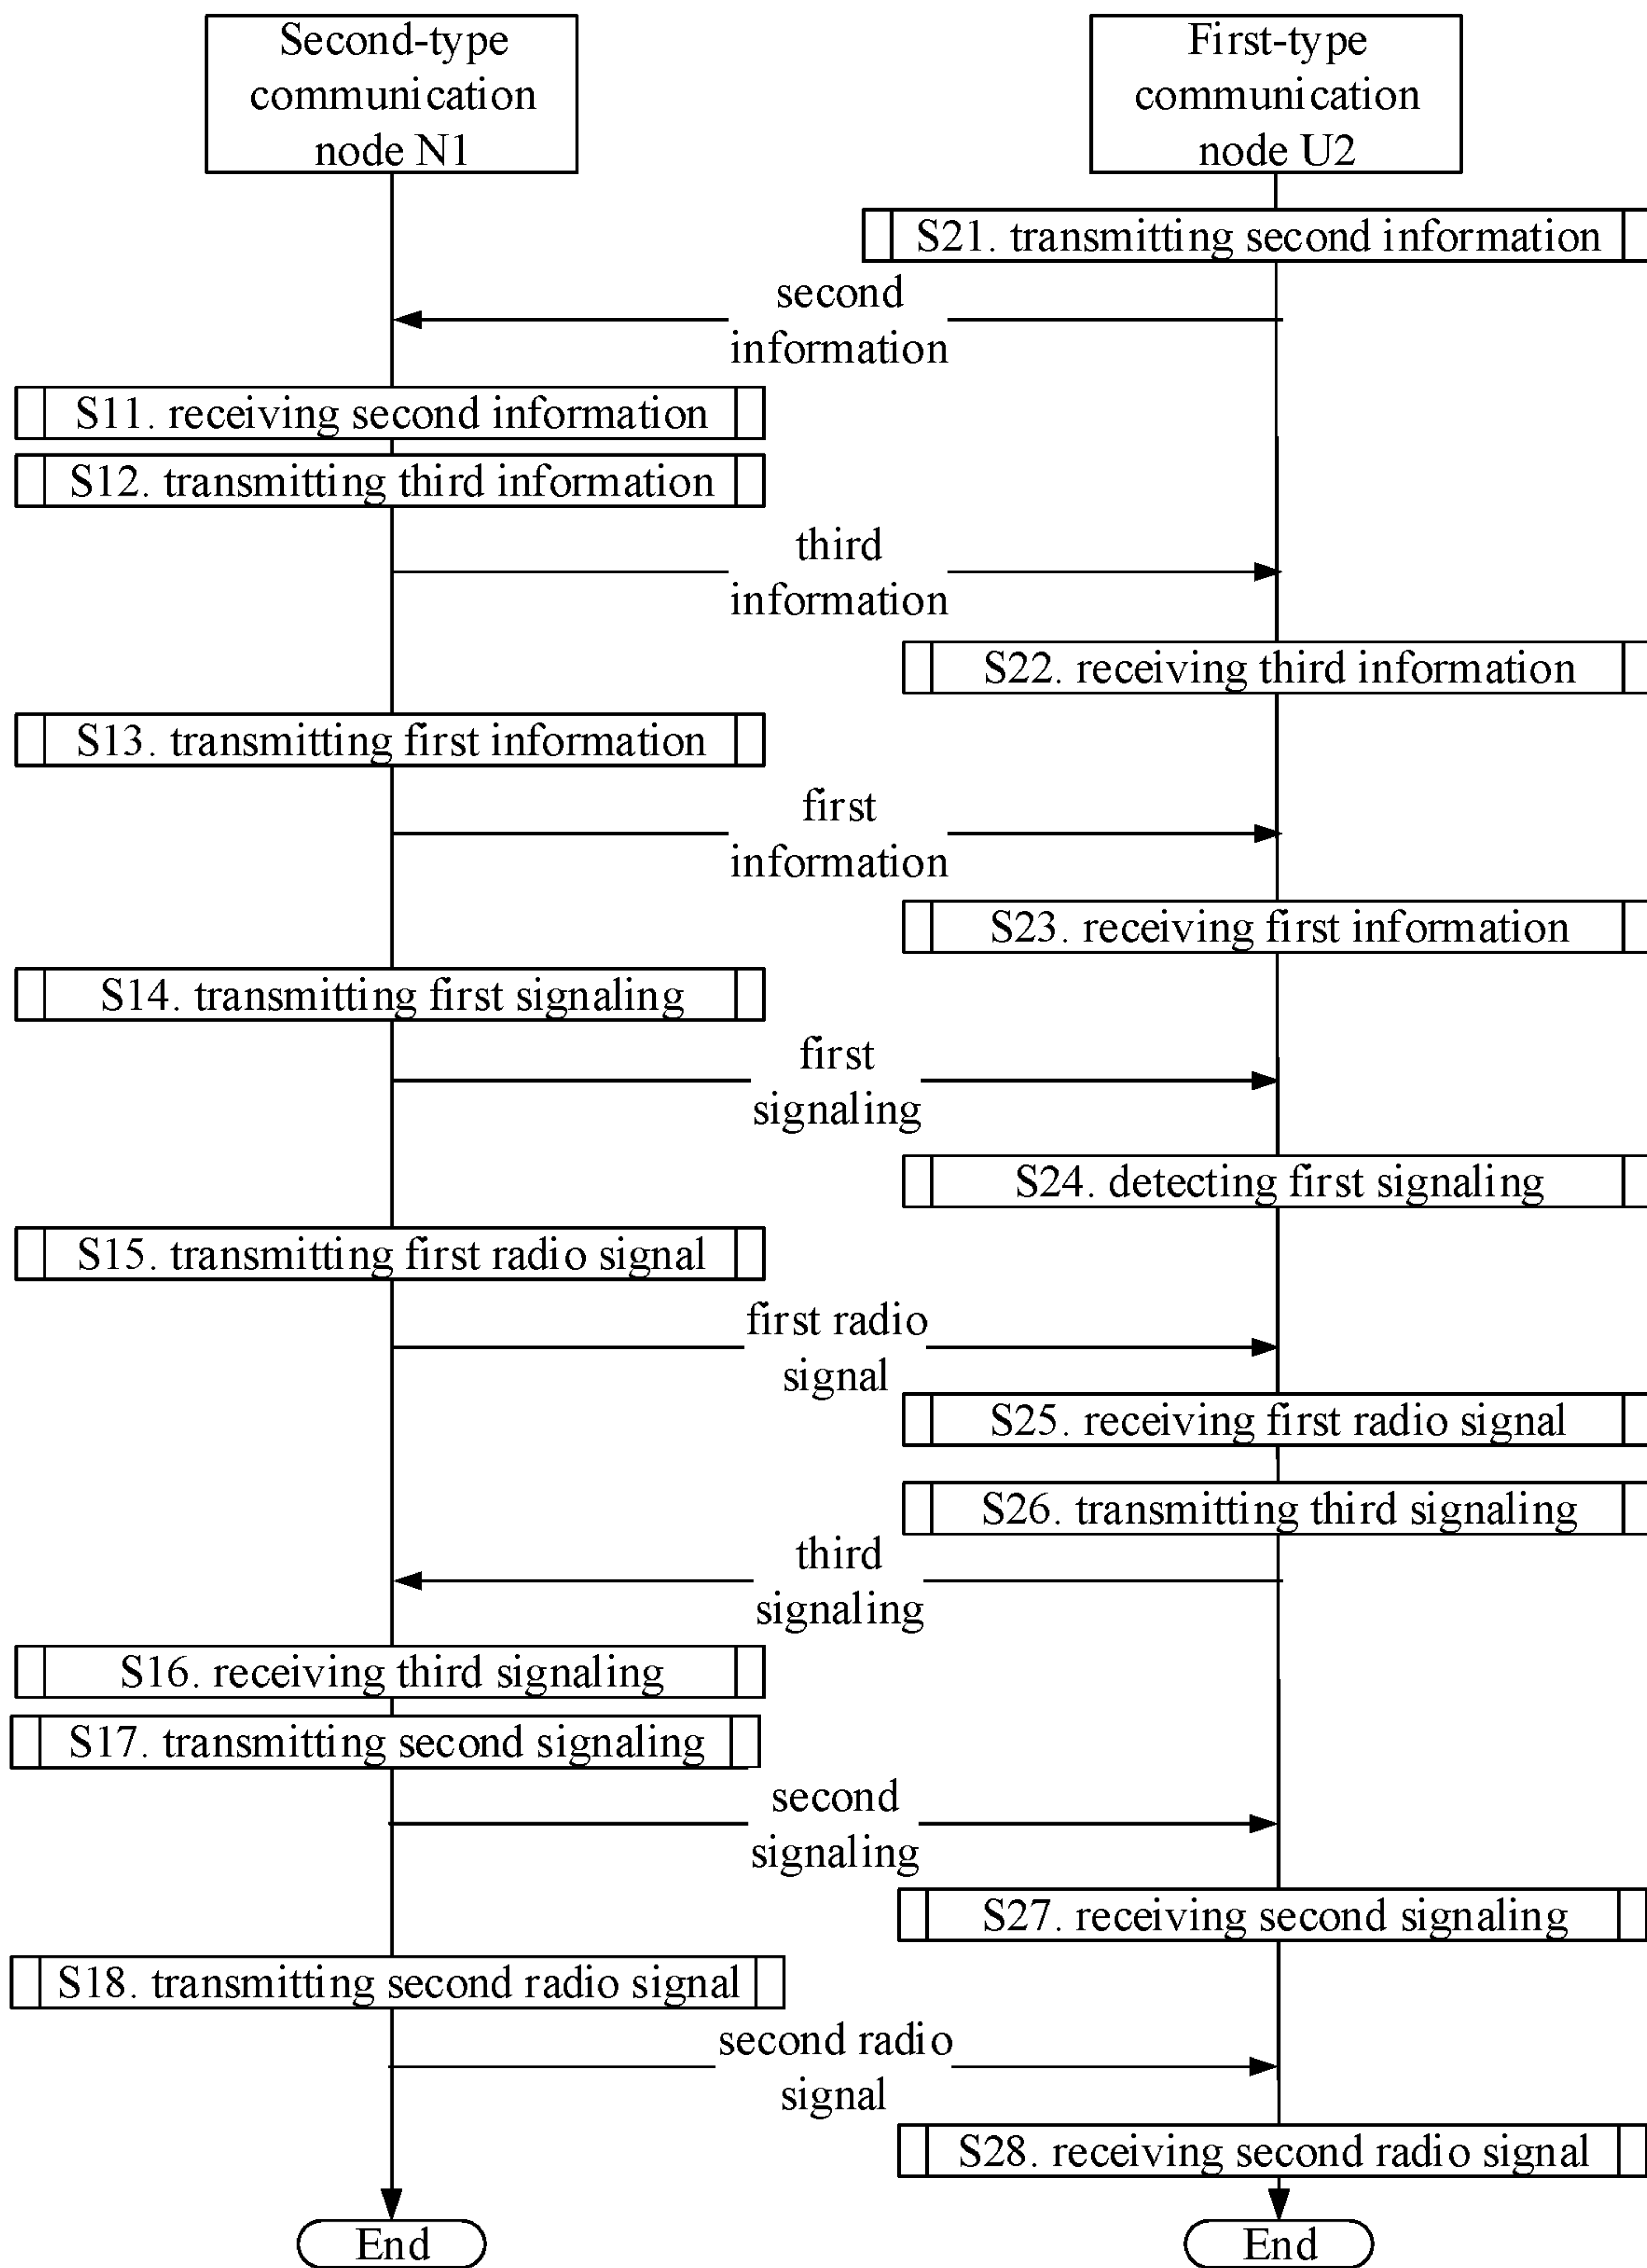 Second-type
communication
node N1
First-type
communication
node U2
S21. transmitting second information
second
information
S11. receiving second information
S12. transmitting third information
third
information
S22. receiving third information
S13. transmitting first information
first
information
S23. receiving first information
S14. transmitting first signaling
first
signaling
S24. detecting first signaling
S15. transmitting first radio signal
first radio
signal
S25. receiving first radio signal
S26. transmitting third signaling
third
signaling
S16. receiving third signaling
S17. transmitting second signaling
second
signaling
S27. receiving second signaling
S18. transmitting second radio signal
second radio
signal
S28. receiving second radio signal
End
End